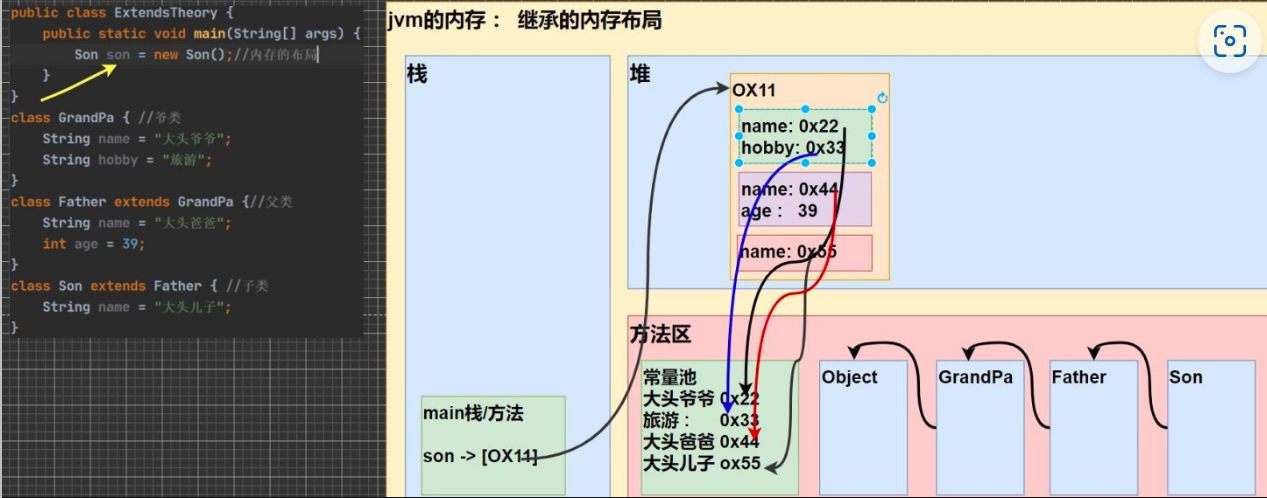 public class ExtendsTheory {
public static void main(String[] args) {
Son son = new Son();//内存的布局
}
}
class GrandPa { //爷类
String name = "大头爷爷";
String hobby = "旅游";
}
class Father extends GrandPa {//父类
String name = "大头爸爸";
int age = 39;
}
class Son extends Father { //子类
String name = "大头儿子";
}
jvm的内存： 继承的内存布局
栈
main栈/方法
son -> [OX11]
堆
OX11
name: 0x22
hobby: 0x33
name: 0x44
age： 39
name: 0x55
方法区
常量池
大头爷爷 0x22
旅游： 0x33
大头爸爸 0x44
大头儿子 ox55
Object
GrandPa
Father
Son